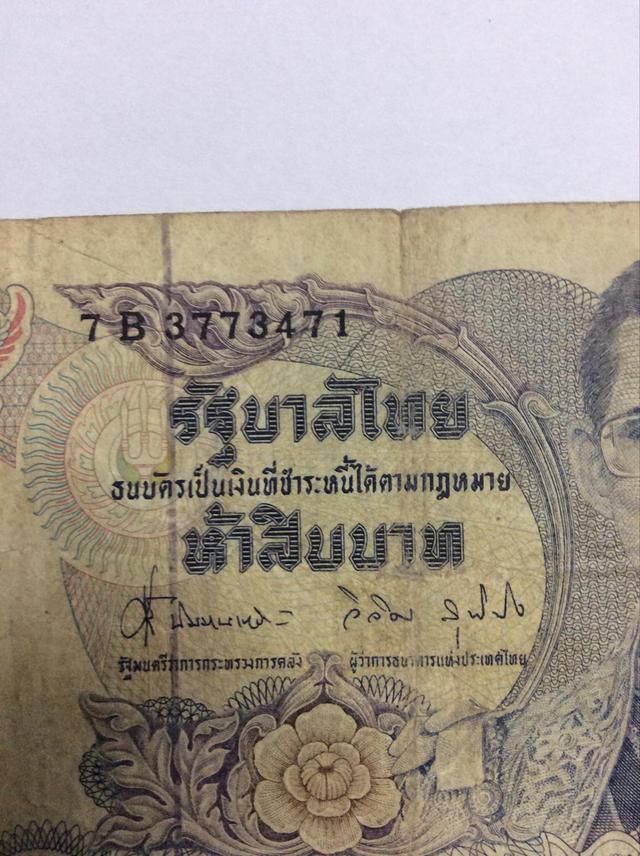 7 B 3773471
รัฐบาลไทย
ธนบัตรเป็นเงินที่ชำระหนี้ได้ตามกฎหมาย
ห้าสิบบาท
รัฐมนตรีว่าการกระทรวงการคลัง ผู้ว่าการธนาคารแห่งประเทศไทย